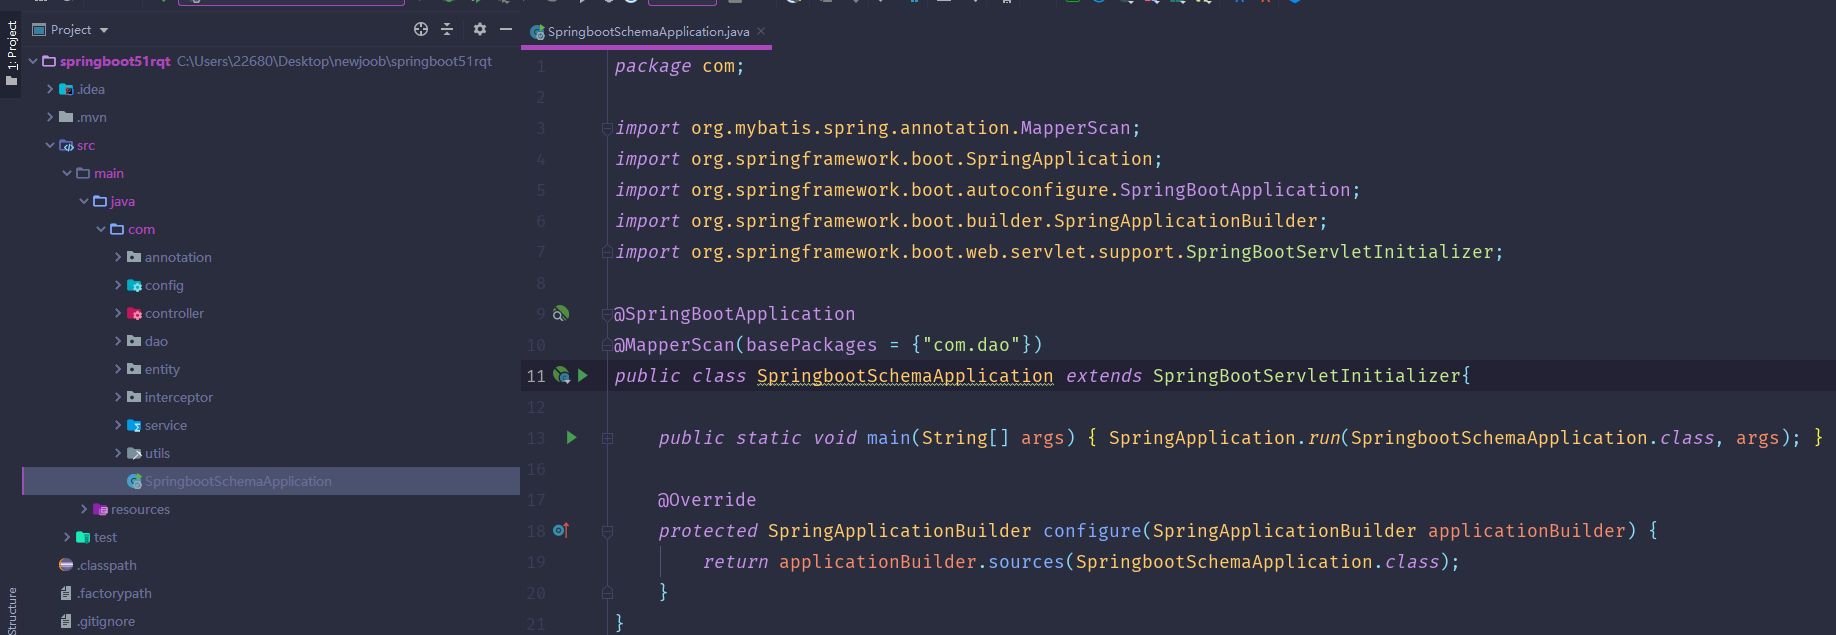 1: Project
Structure
Project
springboot51rqt C:\Users\22680\Desktop\newjoob\springboot51rqt
.idea
.mvn
src
main
java
com
annotation
config
controller
dao
entity
interceptor
service
utils
SpringbootSchemaApplication
resources
test
.classpath
.factorypath
.gitignore
SpringbootSchemaApplication.java
1 package com;
2
3 import org.mybatis.spring.annotation.MapperScan;
4 import org.springframework.boot.SpringApplication;
5 import org.springframework.boot.autoconfigure.SpringBootApplication;
6 import org.springframework.boot.builder.SpringApplicationBuilder;
7 import org.springframework.boot.web.servlet.support.SpringBootServletInitializer;
8
9 @SpringBootApplication
10 @MapperScan(basePackages = {"com.dao"})
11 public class SpringbootSchemaApplication extends SpringBootServletInitializer{
12
13 public static void main(String[] args) { SpringApplication.run(SpringbootSchemaApplication.class, args); }
16
17 @Override
18 protected SpringApplicationBuilder configure(SpringApplicationBuilder applicationBuilder) {
19 return applicationBuilder.sources(SpringbootSchemaApplication.class);
20 }
21 }